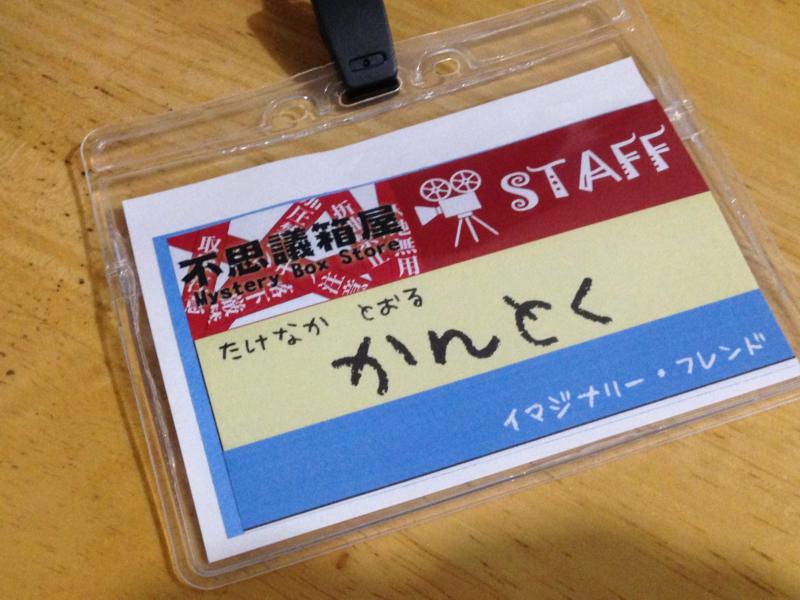 STAFF
不思議箱屋
Mystery Box Store
たけなか とおる
かんとく
イマジナリー・フレンド